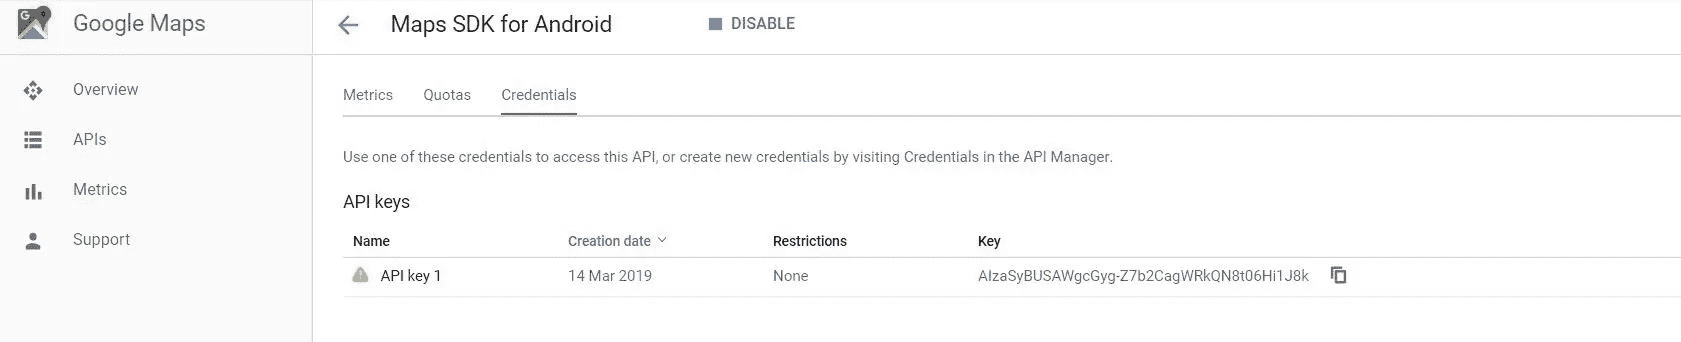 Google Maps
Maps SDK for Android
DISABLE
Overview
APIs
Metrics
Support
Metrics Quotas Credentials
Use one of these credentials to access this API, or create new credentials by visiting Credentials in the API Manager.
API keys
Name Creation date Restrictions Key
API key 1 14 Mar 2019 None AIzaSyBUSAWgcGyg-Z7b2CagWRkQN8t06Hi1J8k